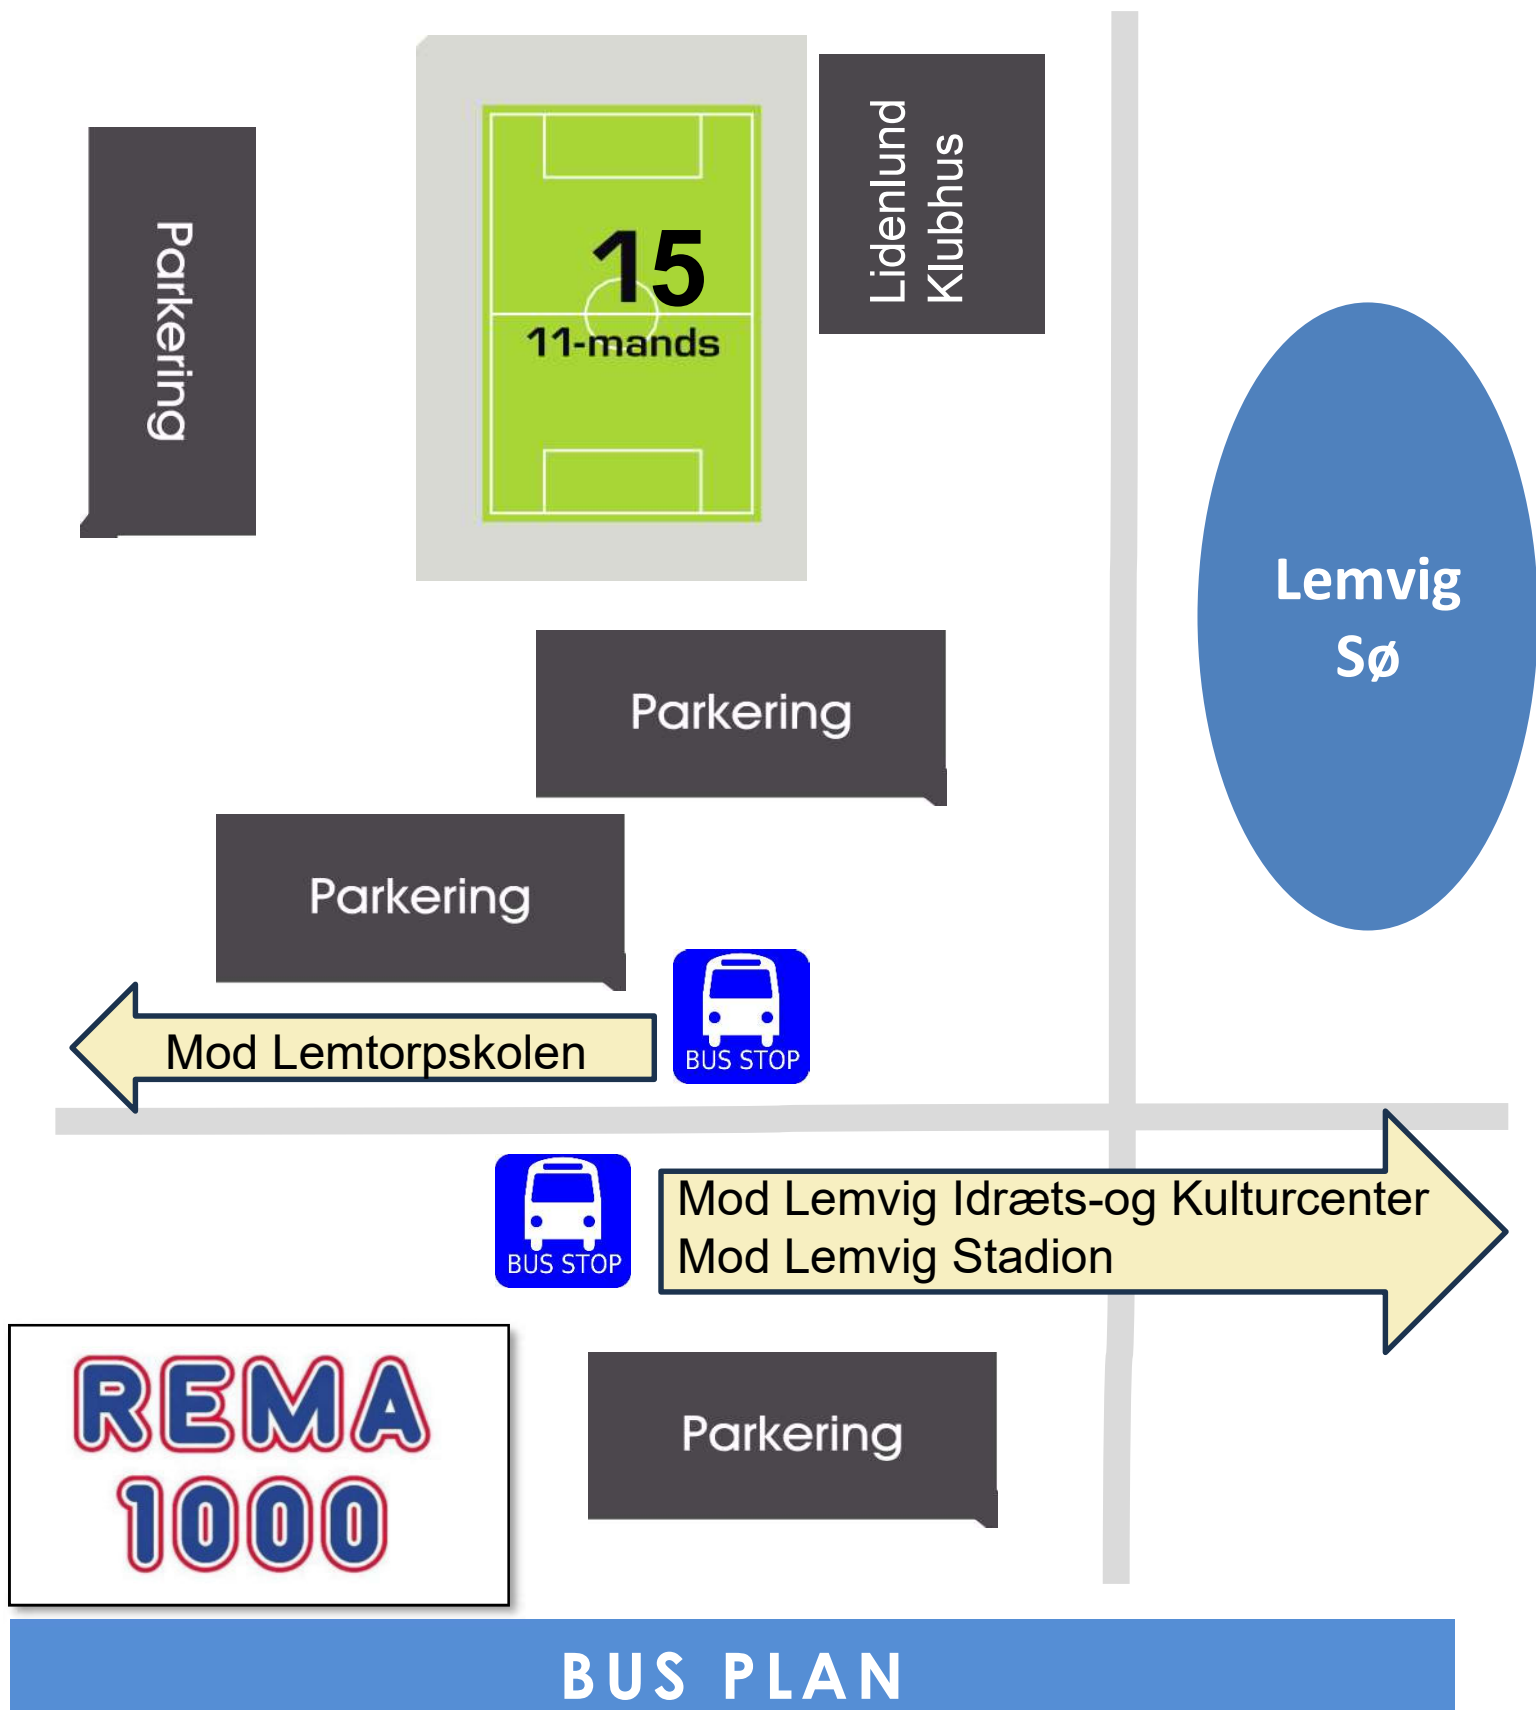 Parkering
15
11-mands
Lidenlund
Klubhus
Lemvig
Sø
Parkering
Parkering
BUS STOP
Mod Lemtorpskolen
BUS STOP
Mod Lemvig Idræts-og Kulturcenter
Mod Lemvig Stadion
REMA
1000
Parkering
BUS PLAN